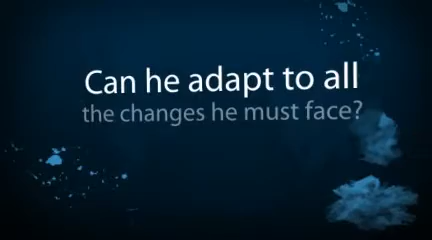 Can he adapt to all
the changes he must face?